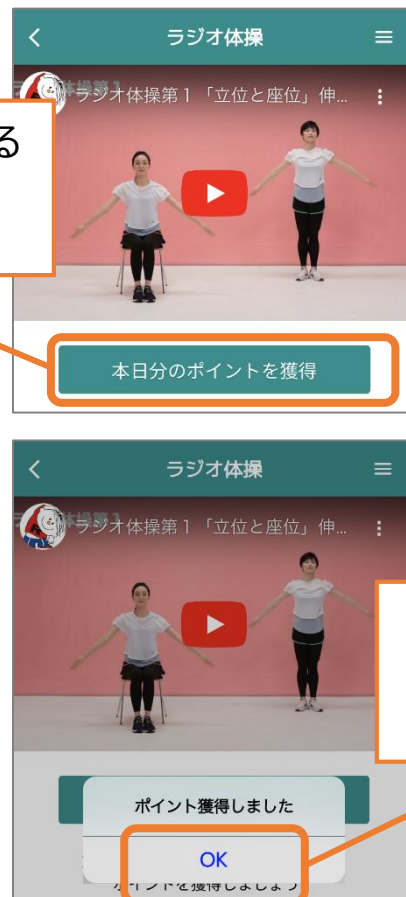 ラジオ体操
ラジオ体操第1「立位と座位」伸...
る
本日分のポイントを獲得
ラジオ体操
ラジオ体操第1「立位と座位」伸...
ポイント獲得しました
OK
ポイントを獲得しましょう